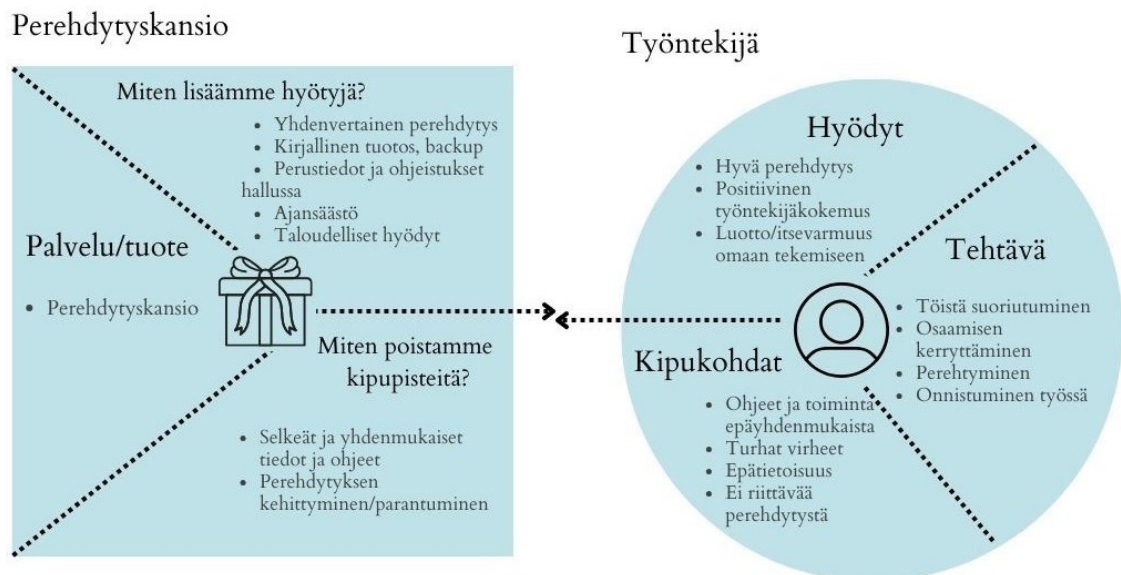 Perehdytyskansio
Miten lisäämme hyötyjä?
• Yhdenvertainen perehdytys
• Kirjallinen tuotos, backup
• Perustiedot ja ohjeistukset
hallussa
• Ajansäästö
• Taloudelliset hyödyt
Palvelu/tuote
• Perehdytyskansio
Miten poistamme
kipupisteitä?
• Selkeät ja yhdenmukaiset
tiedot ja ohjeet
• Perehdytyksen
kehittyminen/parantuminen
Työntekijä
Hyödyt
• Hyvä perehdytys
• Positiivinen
työntekijäkokemus
• Luotto/itsevarmuus
omaan tekemiseen
Tehtävä
• Töistä suoriutuminen
• Osaamisen
kerryttäminen
• Perehtyminen
• Onnistuminen työssä
Kipukohdat
• Ohjeet ja toiminta
epäyhdenmukaista
• Turhat virheet
• Epätietoisuus
• Ei riittävää
perehdytystä